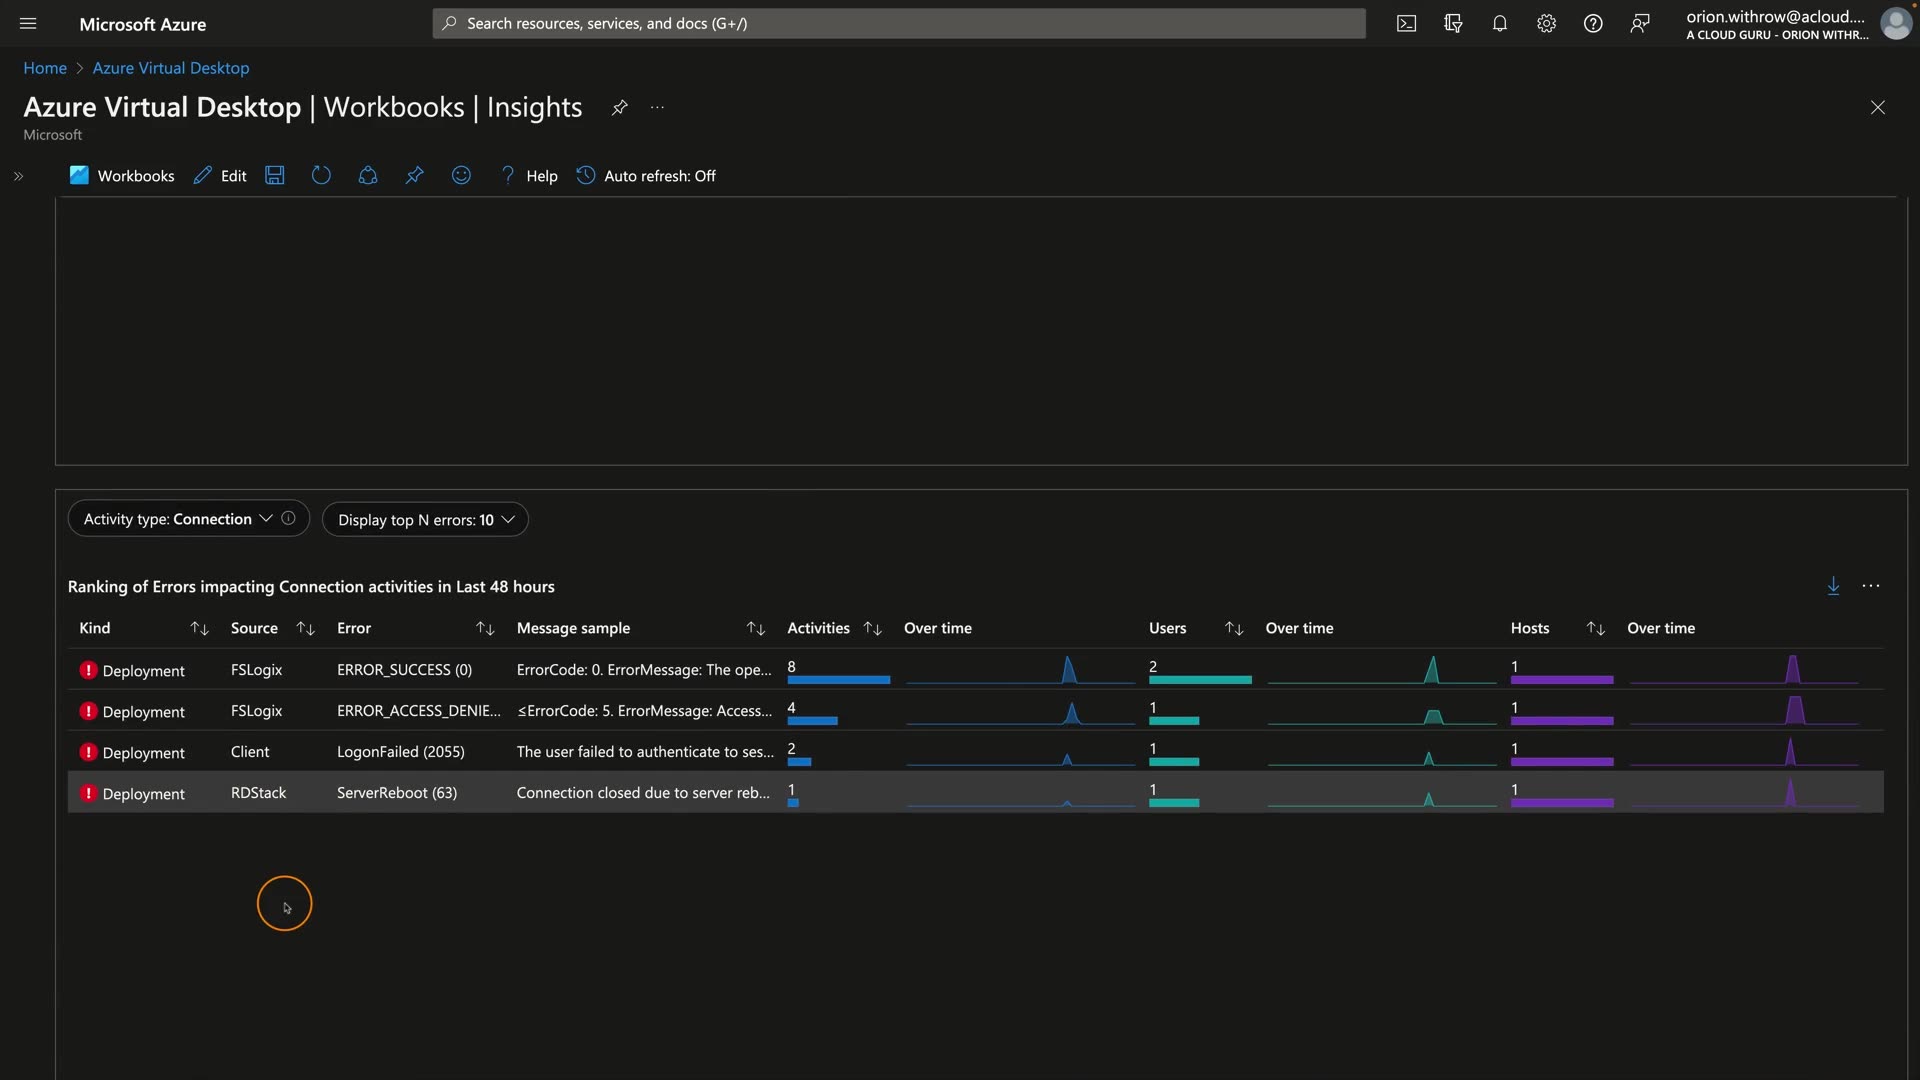 Microsoft Azure
Search resources, services, and docs (G+/)
orion.withrow@acloud....
A CLOUD GURU - ORION WITHR...
Home > Azure Virtual Desktop
Azure Virtual Desktop | Workbooks | Insights
Microsoft
Workbooks Edit Help Auto refresh: Off
Activity type: Connection Display top N errors: 10
Ranking of Errors impacting Connection activities in Last 48 hours
Kind Source Error Message sample Activities Over time Users Over time Hosts Over time
Deployment FSLogix ERROR_SUCCESS (0) ErrorCode: 0. ErrorMessage: The ope... 8 2 1
Deployment FSLogix ERROR_ACCESS_DENIE... ≤ErrorCode: 5. ErrorMessage: Access... 4 1 1
Deployment Client LogonFailed (2055) The user failed to authenticate to ses... 2 1 1
Deployment RDStack ServerReboot (63) Connection closed due to server reb... 1 1 1